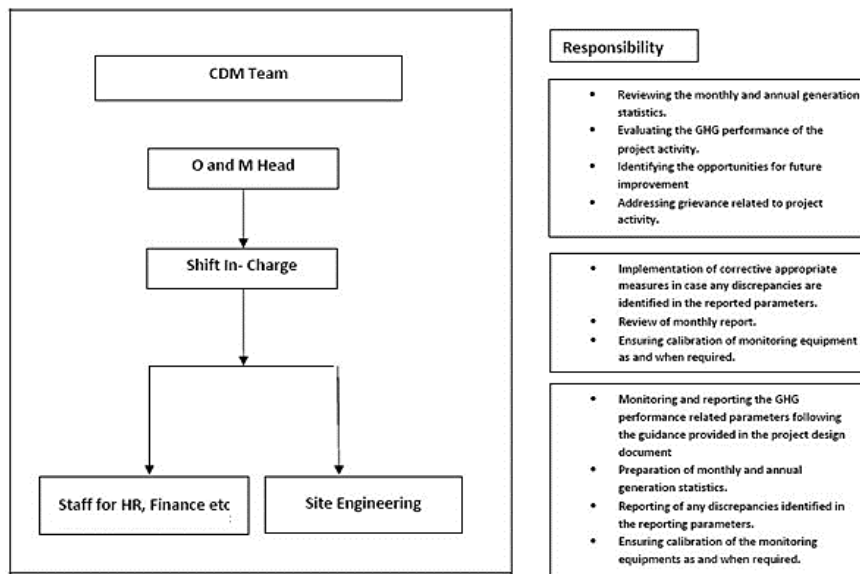 CDM Team
O and M Head
Shift In- Charge
Staff for HR, Finance etc
Site Engineering
Responsibility
• Reviewing the monthly and annual generation
statistics.
• Evaluating the GHG performance of the
project activity.
• Identifying the opportunities for future
improvement
• Addressing grievance related to project
activity.
• Implementation of corrective appropriate
measures in case any discrepancies are
identified in the reported parameters.
• Review of monthly report.
• Ensuring calibration of monitoring equipment
as and when required.
• Monitoring and reporting the GHG
performance related parameters following
the guidance provided in the project design
document
• Preparation of monthly and annual
generation statistics.
• Reporting of any discrepancies identified in
the reporting parameters.
• Ensuring calibration of the monitoring
equipments as and when required.